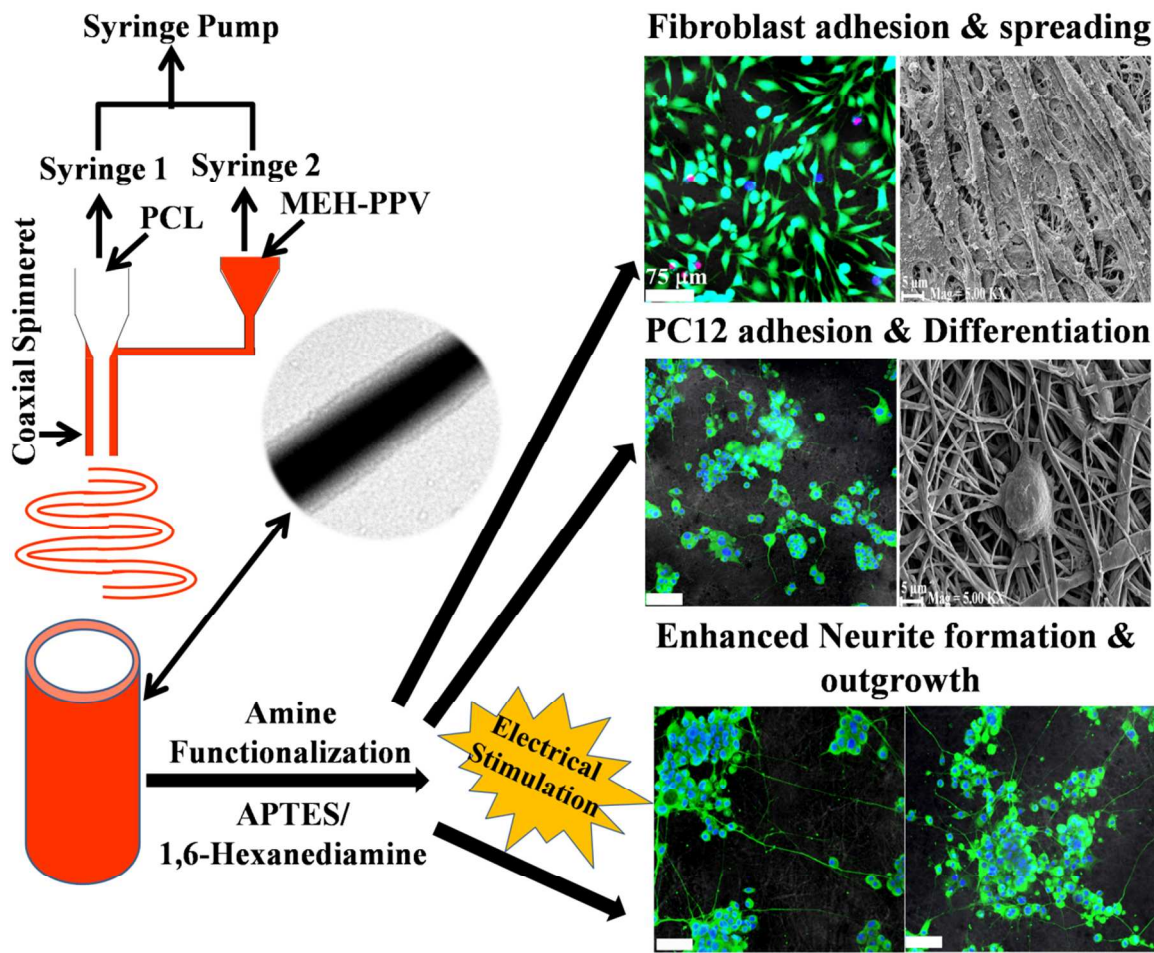 Syringe Pump
Syringe 1
Syringe 2
PCL
MEH-PPV
Coaxial Spinneret
Amine
Functionalization
APTES/
1,6-Hexanediamine
Electrical
Stimulation
Fibroblast adhesion & spreading
75 µm
5 µm
Mag = 5.00 KX
PC12 adhesion & Differentiation
5 µm
Mag = 5.00 KX
Enhanced Neurite formation &
outgrowth